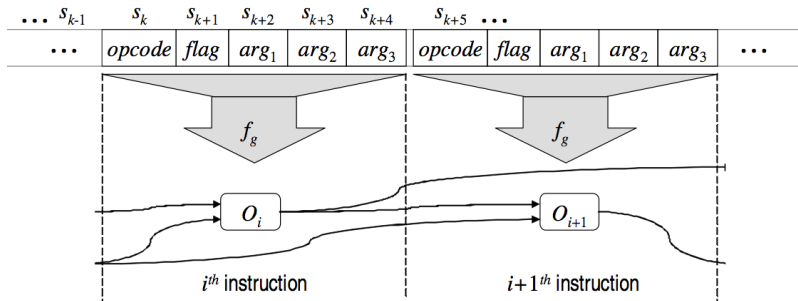 ... s_{k-1} s_k s_{k+1} s_{k+2} s_{k+3} s_{k+4} s_{k+5} ...
... opcode flag arg_1 arg_2 arg_3 opcode flag arg_1 arg_2 arg_3 ...
f_g f_g
O_i O_{i+1}
i^{th} instruction i+1^{th} instruction